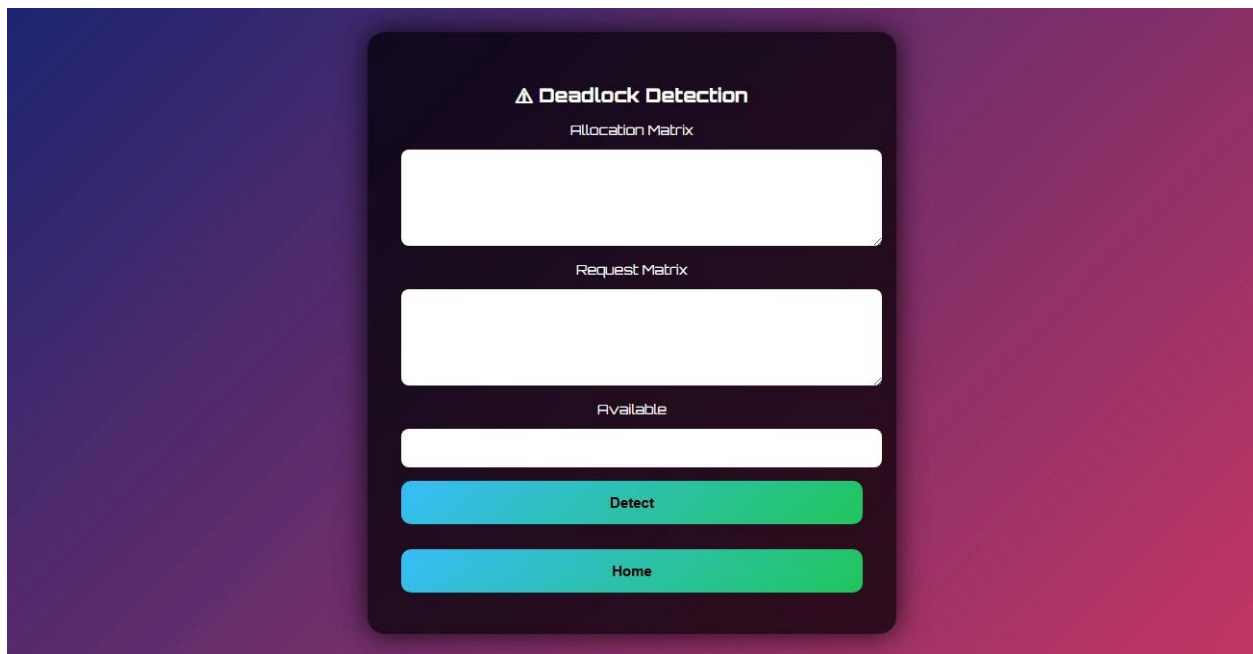 ⚠ Deadlock Detection
Allocation Matrix
Request Matrix
Available
Detect
Home